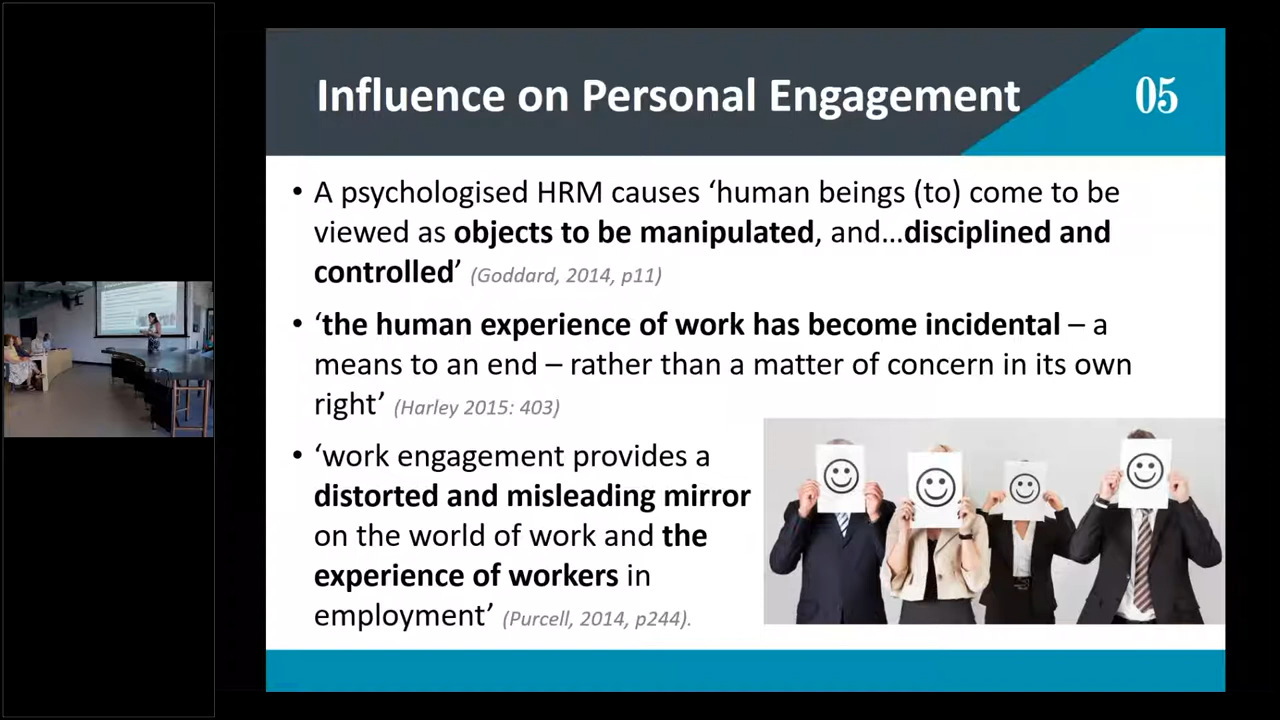 Influence on Personal Engagement
05
• A psychologised HRM causes ‘human beings (to) come to be
viewed as objects to be manipulated, and…disciplined and
controlled’ (Goddard, 2014, p11)
• ‘the human experience of work has become incidental – a
means to an end – rather than a matter of concern in its own
right’ (Harley 2015: 403)
• ‘work engagement provides a
distorted and misleading mirror
on the world of work and the
experience of workers in
employment’ (Purcell, 2014, p244).